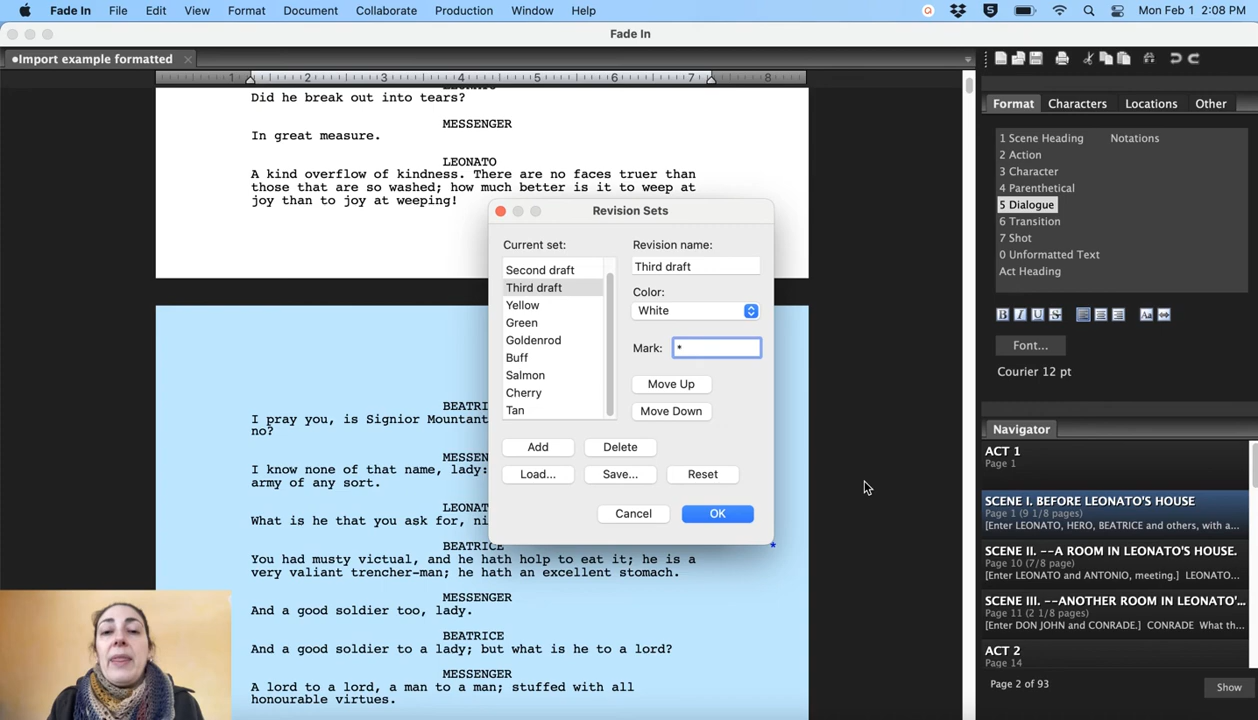 Fade In File Edit View Format Document Collaborate Production Window Help Mon Feb 1 2:08 PM
Fade In
•Import example formatted
1 2 3 4 5 6 7 8
LEONATO
Did he break out into tears?
MESSENGER
In great measure.
LEONATO
A kind overflow of kindness. There are no faces truer than
those that are so washed; how much better is it to weep at
joy than to joy at weeping!
BEATRI
I pray you, is Signior Mountant
no?
MESSEN
I know none of that name, lady:
army of any sort.
LEONAT
What is he that you ask for, ni
BEATRICE
You had musty victual, and he hath holp to eat it; he is a
very valiant trencher-man; he hath an excellent stomach.
*
MESSENGER
And a good soldier too, lady.
BEATRICE
And a good soldier to a lady; but what is he to a lord?
MESSENGER
A lord to a lord, a man to a man; stuffed with all
honourable virtues.
Revision Sets
Current set:
Second draft
Third draft
Yellow
Green
Goldenrod
Buff
Salmon
Cherry
Tan
Revision name:
Third draft
Color:
White
Mark: *
Move Up
Move Down
Add Delete
Load... Save... Reset
Cancel OK
Format Characters Locations Other
1 Scene Heading Notations
2 Action
3 Character
4 Parenthetical
5 Dialogue
6 Transition
7 Shot
0 Unformatted Text
Act Heading
B I U S Aa
Font...
Courier 12 pt
Navigator
ACT 1
Page 1
SCENE I. BEFORE LEONATO'S HOUSE
Page 1 (9 1/8 pages)
[Enter LEONATO, HERO, BEATRICE and others, with a...
SCENE II. --A ROOM IN LEONATO'S HOUSE.
Page 10 (7/8 page)
[Enter LEONATO and ANTONIO, meeting.] LEONATO...
SCENE III. --ANOTHER ROOM IN LEONATO'...
Page 11 (2 1/8 pages)
[Enter DON JOHN and CONRADE.] CONRADE What th...
ACT 2
Page 14
Page 2 of 93
Show